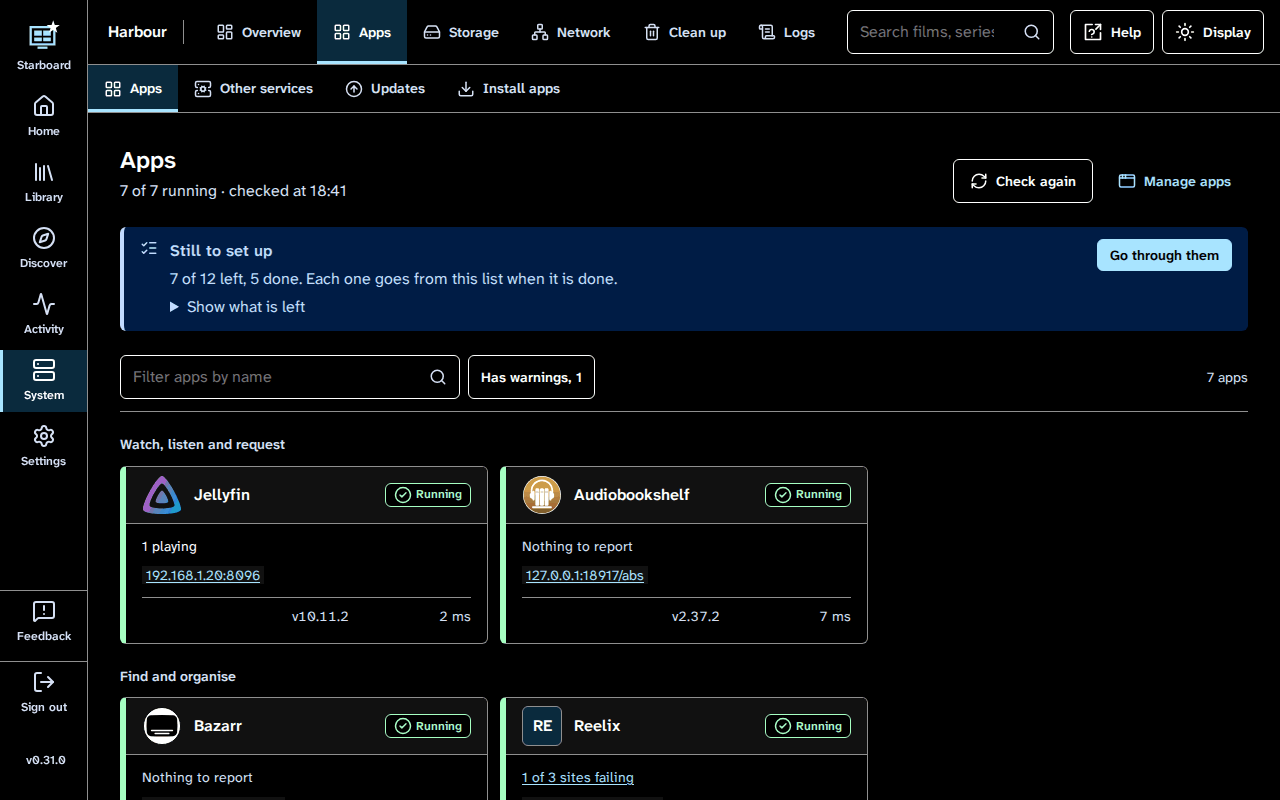 Starboard
Home
Library
Discover
Activity
System
Settings
Feedback
Sign out
v0.31.0
Harbour
Overview
Apps
Storage
Network
Clean up
Logs
Search films, series
Help
Display
Apps
Other services
Updates
Install apps
Apps
7 of 7 running · checked at 18:41
Check again
Manage apps
Still to set up
7 of 12 left, 5 done. Each one goes from this list when it is done.
Show what is left
Go through them
Filter apps by name
Has warnings, 1
7 apps
Watch, listen and request
Jellyfin
Running
1 playing
192.168.1.20:8096
v10.11.2
2 ms
Audiobookshelf
Running
Nothing to report
127.0.0.1:18917/abs
v2.37.2
7 ms
Find and organise
Bazarr
Running
Nothing to report
RE
Reelix
Running
1 of 3 sites failing